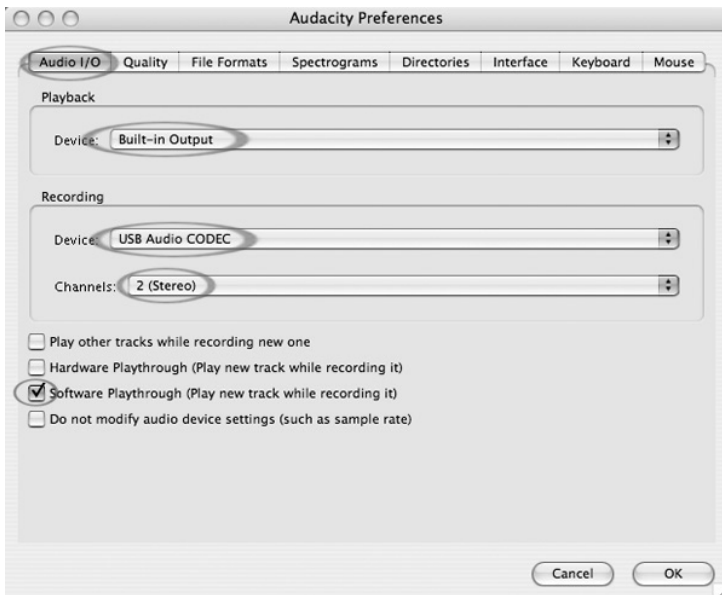 Audacity Preferences
Audio I/O Quality File Formats Spectrograms Directories Interface Keyboard Mouse
Playback
Device: Built-in Output
Recording
Device: USB Audio CODEC
Channels: 2 (Stereo)
Play other tracks while recording new one
Hardware Playthrough (Play new track while recording it)
Software Playthrough (Play new track while recording it)
Do not modify audio device settings (such as sample rate)
Cancel OK